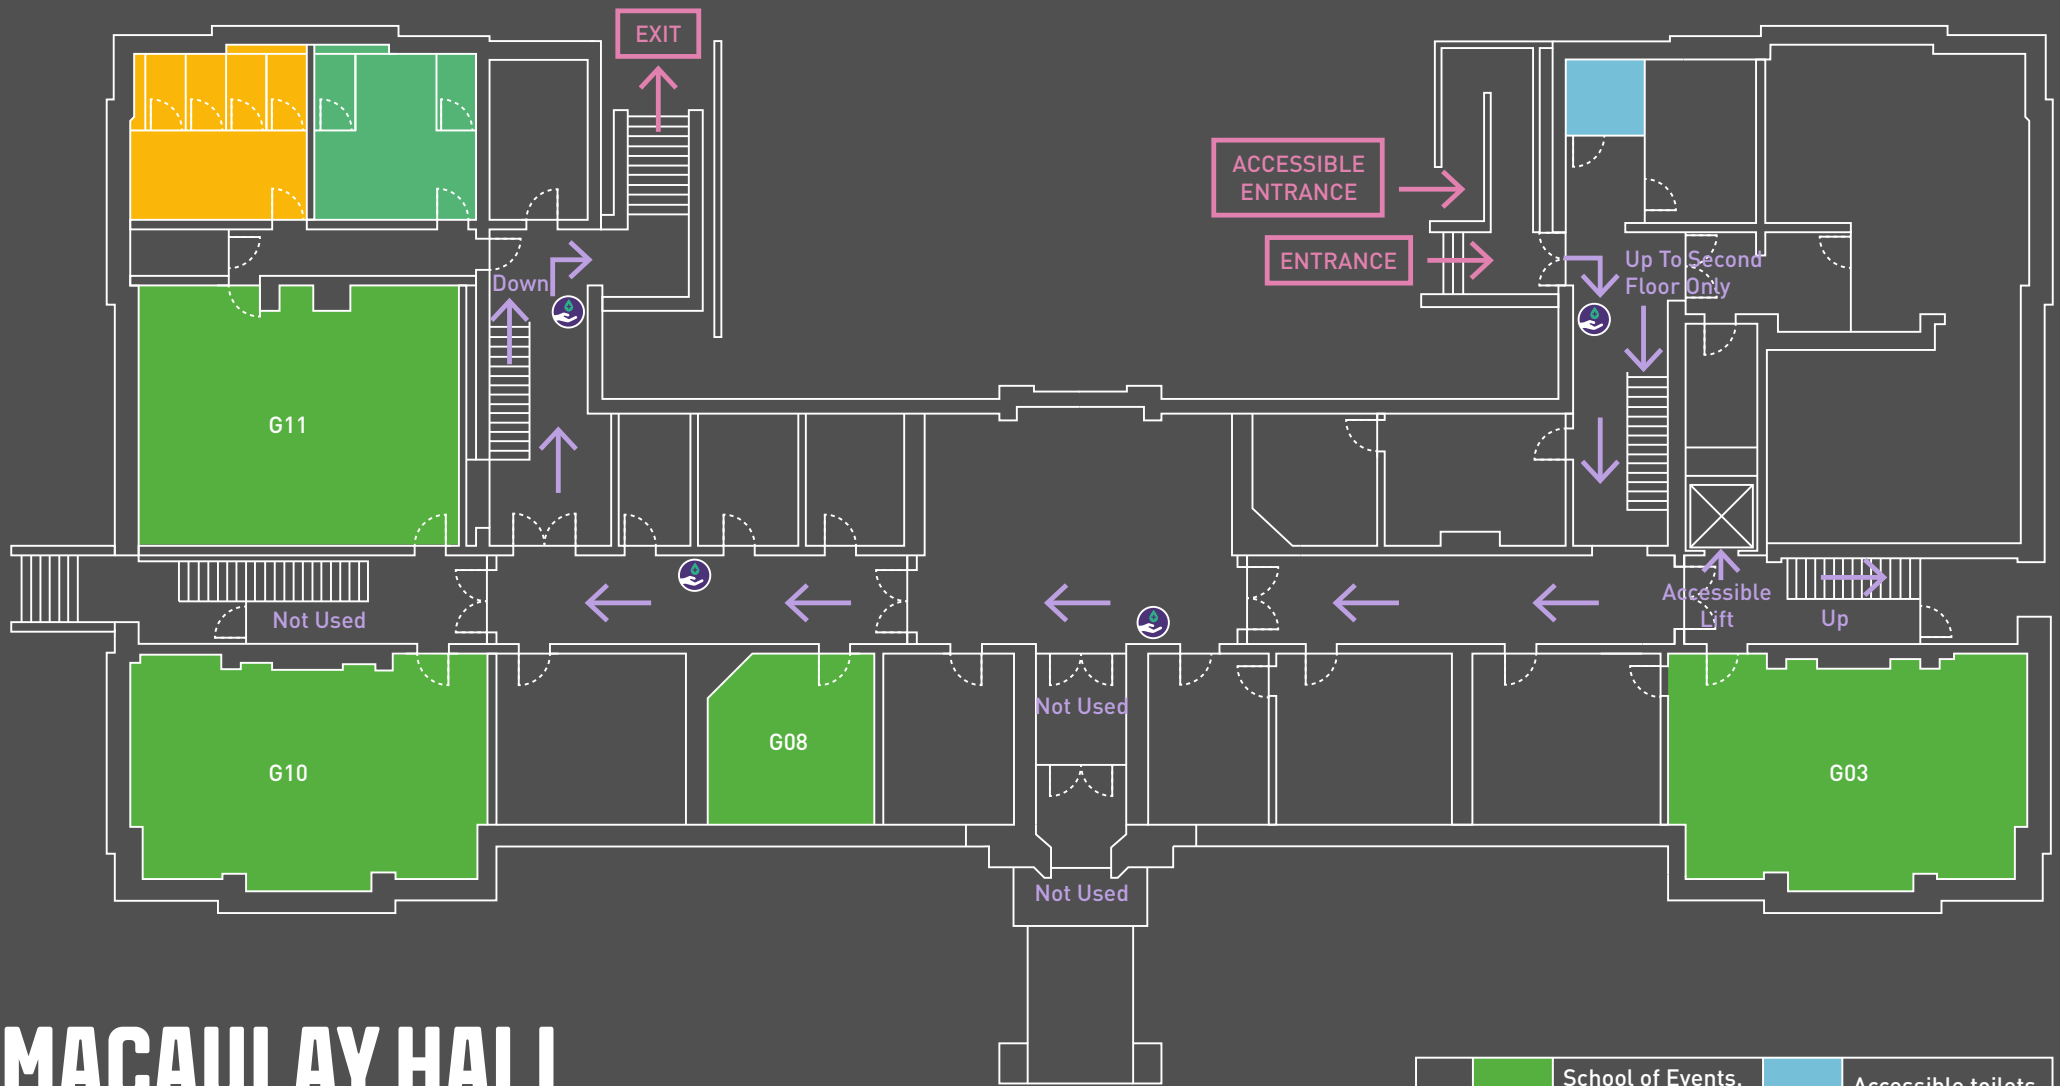 EXIT
ACCESSIBLE
ENTRANCE
ENTRANCE
Up To Second
Floor Only
Down
G11
Not Used
Accessible
Lift
Up
Not Used
G10
G08
G03
Not Used
MACAULAY HALL
School of Events,
Accessible toilets